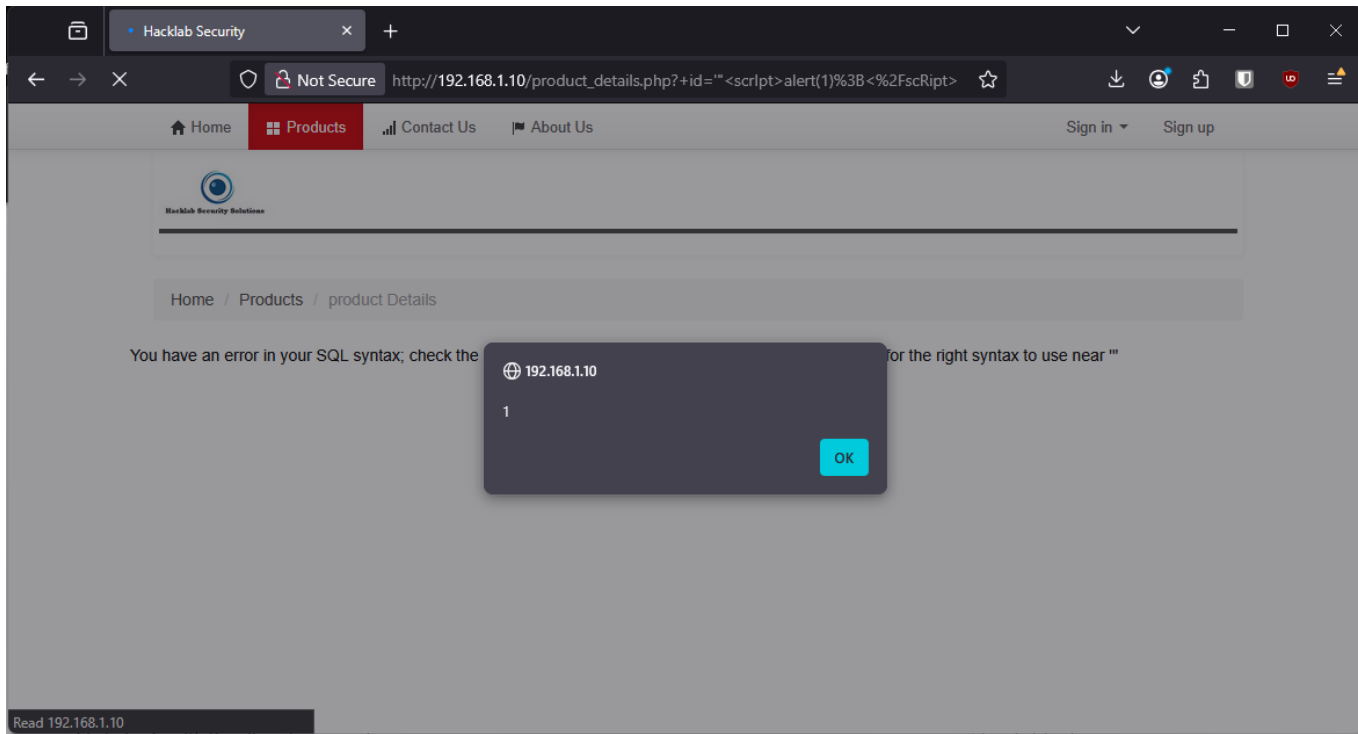 Hacklab Security
Not Secure http://192.168.1.10/product_details.php?+id='"<scrIpt>alert(1)%3B<%2FscRipt>
Home Products Contact Us About Us Sign in Sign up
Hacklab Security Solutions
Home / Products / product Details
You have an error in your SQL syntax; check the for the right syntax to use near '"
192.168.1.10
1
OK
Read 192.168.1.10